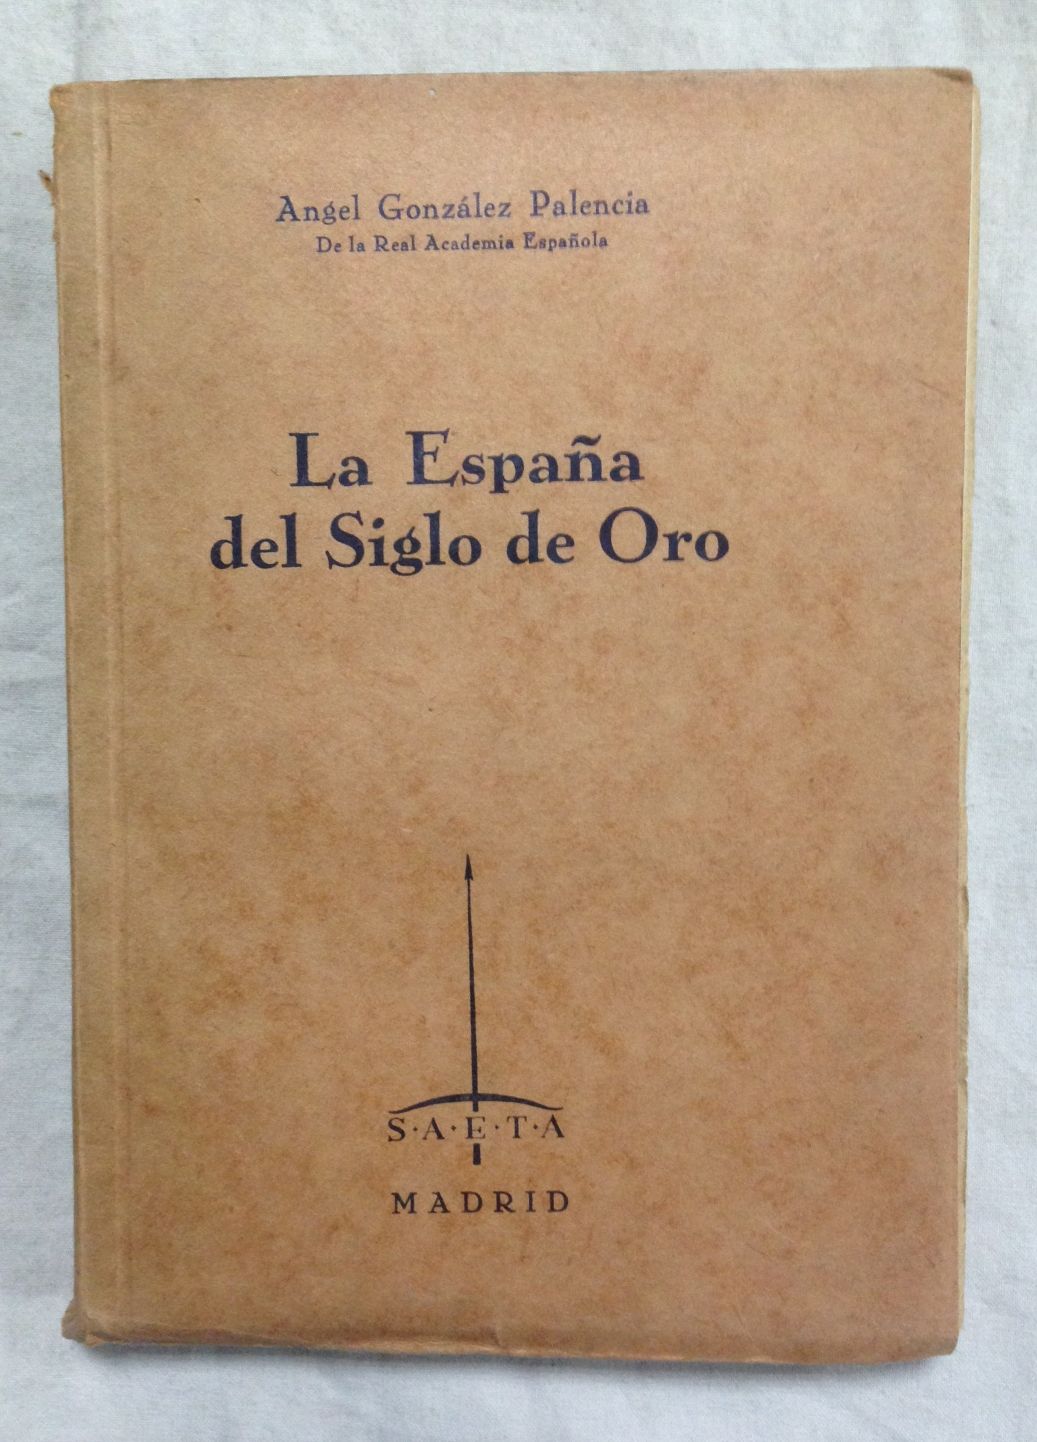 Angel González Palencia
De la Real Academia Española
La España
del Siglo de Oro
S·A·E·T·A
MADRID